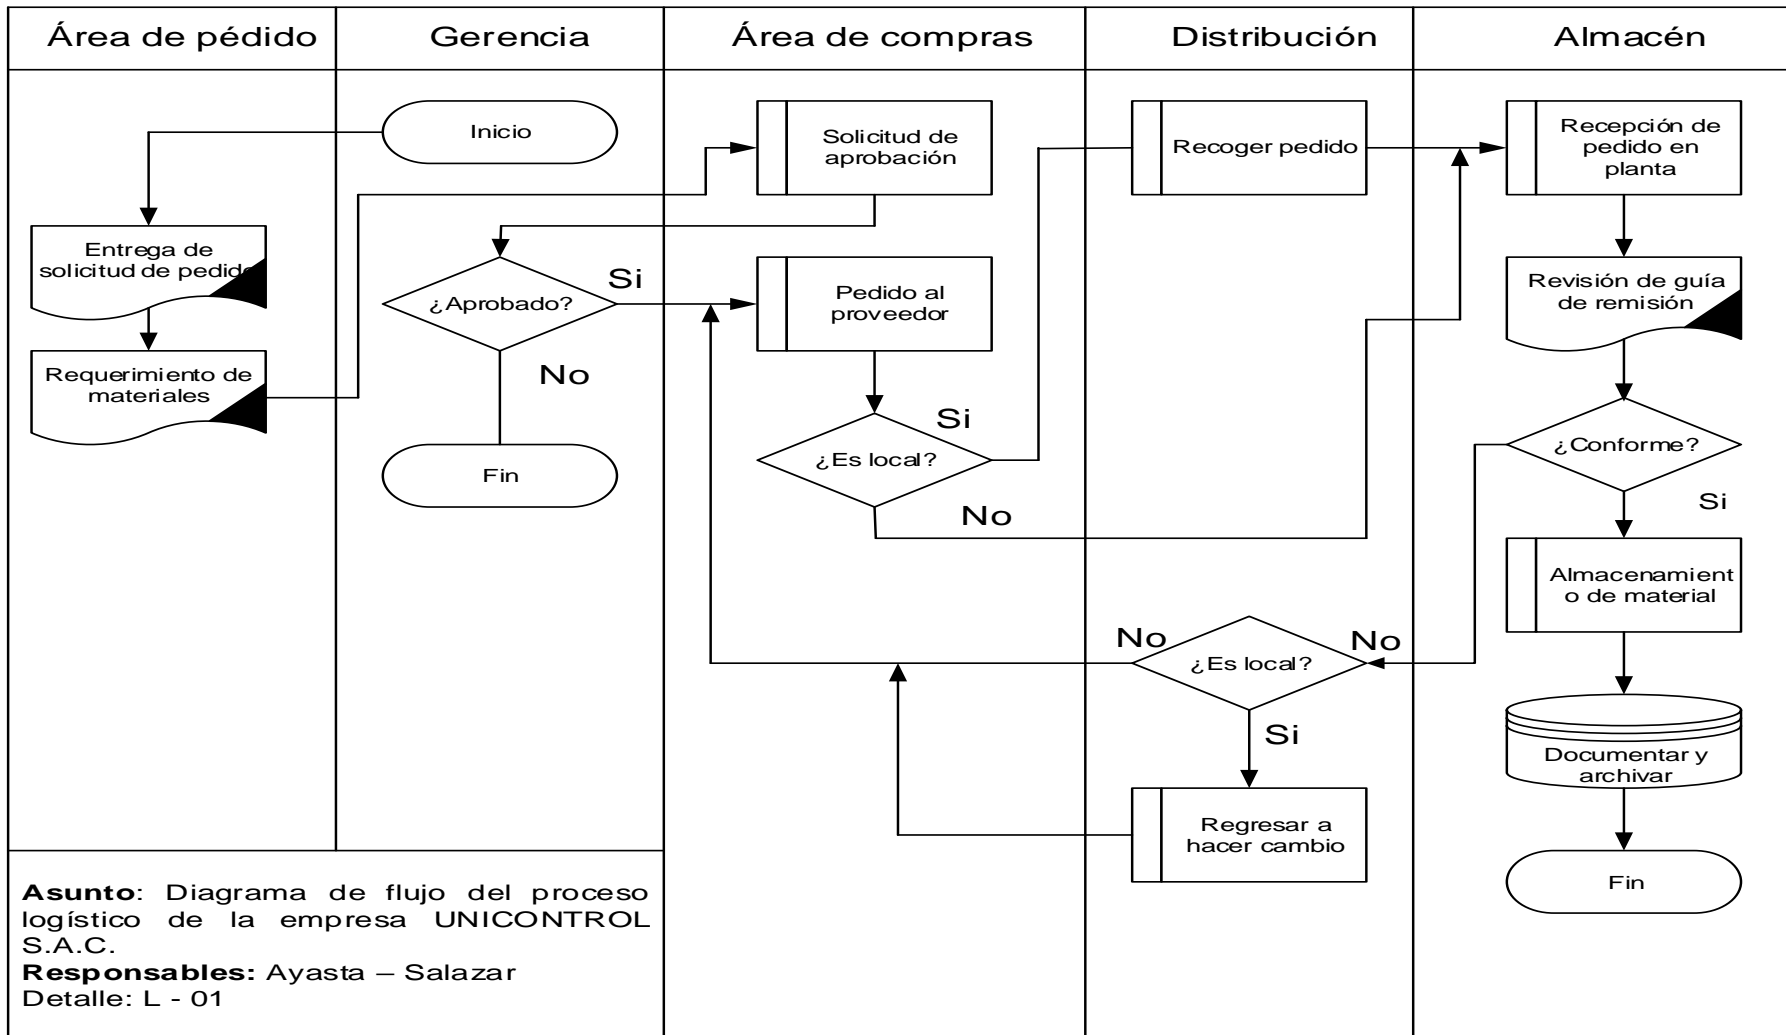 Área de pédido
Gerencia
Área de compras
Distribución
Almacén
Inicio
Solicitud de
aprobación
Recoger pedido
Recepción de
pedido en
planta
Entrega de
solicitud de pedido
¿Aprobado?
Si
No
Pedido al
proveedor
Revisión de guía
de remisión
Requerimiento de
materiales
Fin
¿Es local?
Si
No
¿Conforme?
Si
No
Almacenamient
o de material
¿Es local?
No
Si
Documentar y
archivar
Regresar a
hacer cambio
Fin
Asunto: Diagrama de flujo del proceso
logístico de la empresa UNICONTROL
S.A.C.
Responsables: Ayasta – Salazar
Detalle: L - 01